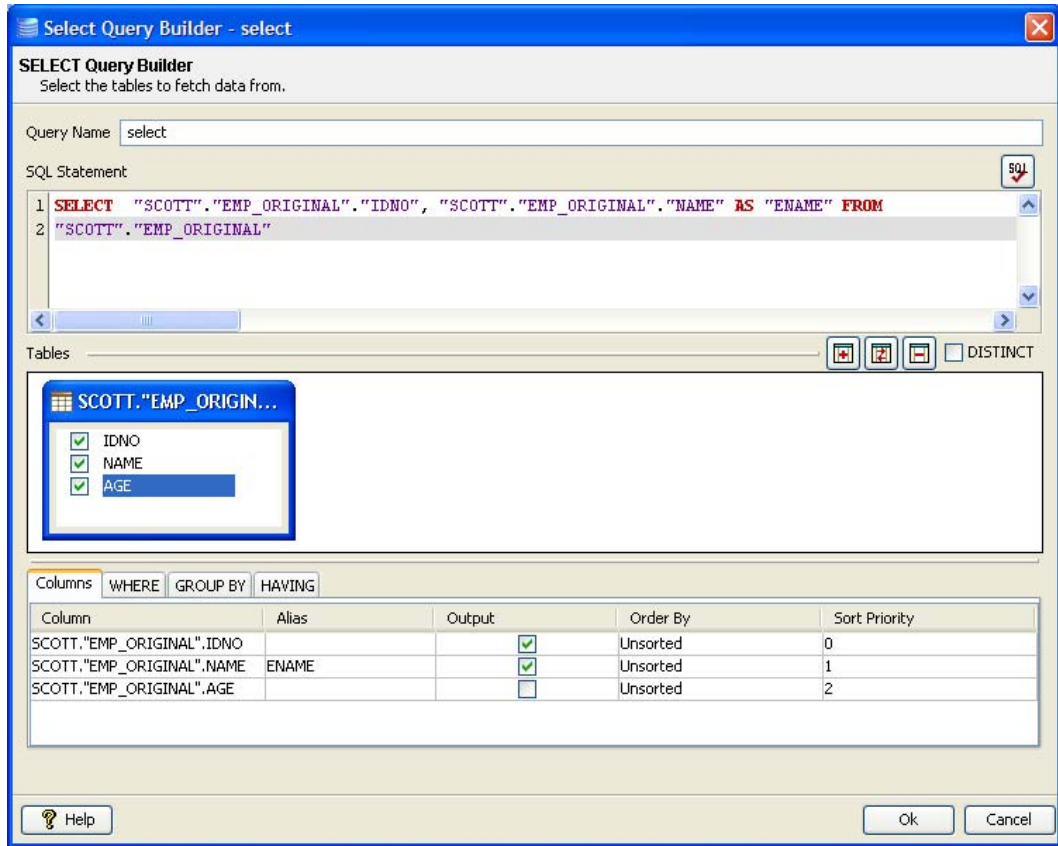 Select Query Builder - select
SELECT Query Builder
Select the tables to fetch data from.
Query Name select
SQL Statement
SQL
1 SELECT "SCOTT"."EMP_ORIGINAL"."IDNO", "SCOTT"."EMP_ORIGINAL"."NAME" AS "ENAME" FROM
2 "SCOTT"."EMP_ORIGINAL"
Tables DISTINCT
SCOTT."EMP_ORIGIN...
IDNO
NAME
AGE
Columns WHERE GROUP BY HAVING
Column Alias Output Order By Sort Priority
SCOTT."EMP_ORIGINAL".IDNO Unsorted 0
SCOTT."EMP_ORIGINAL".NAME ENAME Unsorted 1
SCOTT."EMP_ORIGINAL".AGE Unsorted 2
Help Ok Cancel